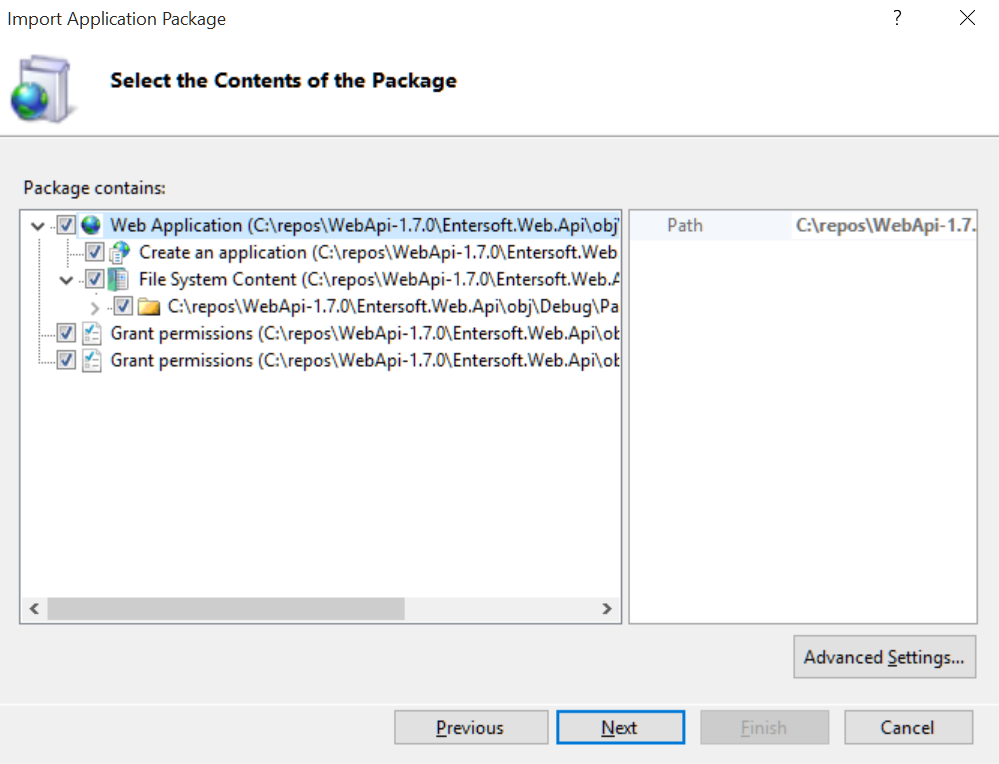 Import Application Package
?
Select the Contents of the Package
Package contains:
Web Application (C:\repos\WebApi-1.7.0\Entersoft.Web.Api\obj\
Path
C:\repos\WebApi-1.7.
Create an application (C:\repos\WebApi-1.7.0\Entersoft.Web
File System Content (C:\repos\WebApi-1.7.0\Entersoft.Web.A
C:\repos\WebApi-1.7.0\Entersoft.Web.Api\obj\Debug\Pa
Grant permissions (C:\repos\WebApi-1.7.0\Entersoft.Web.Api\ob
Grant permissions (C:\repos\WebApi-1.7.0\Entersoft.Web.Api\ob
Advanced Settings...
Previous
Next
Finish
Cancel